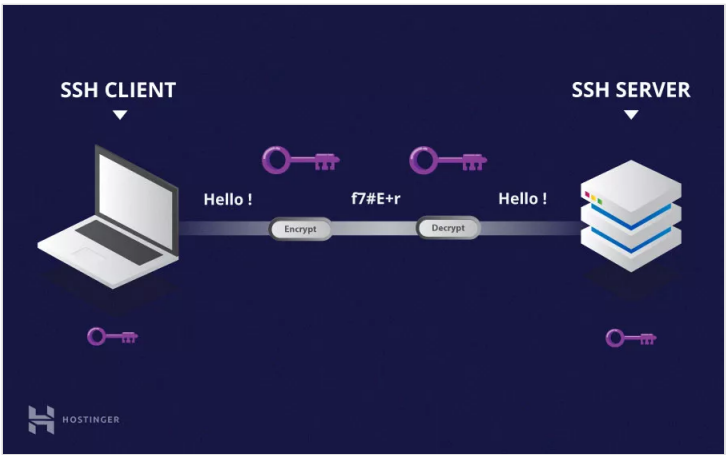 SSH CLIENT
SSH SERVER
Hello !
f7#E+r
Hello !
Encrypt
Decrypt
HOSTINGER